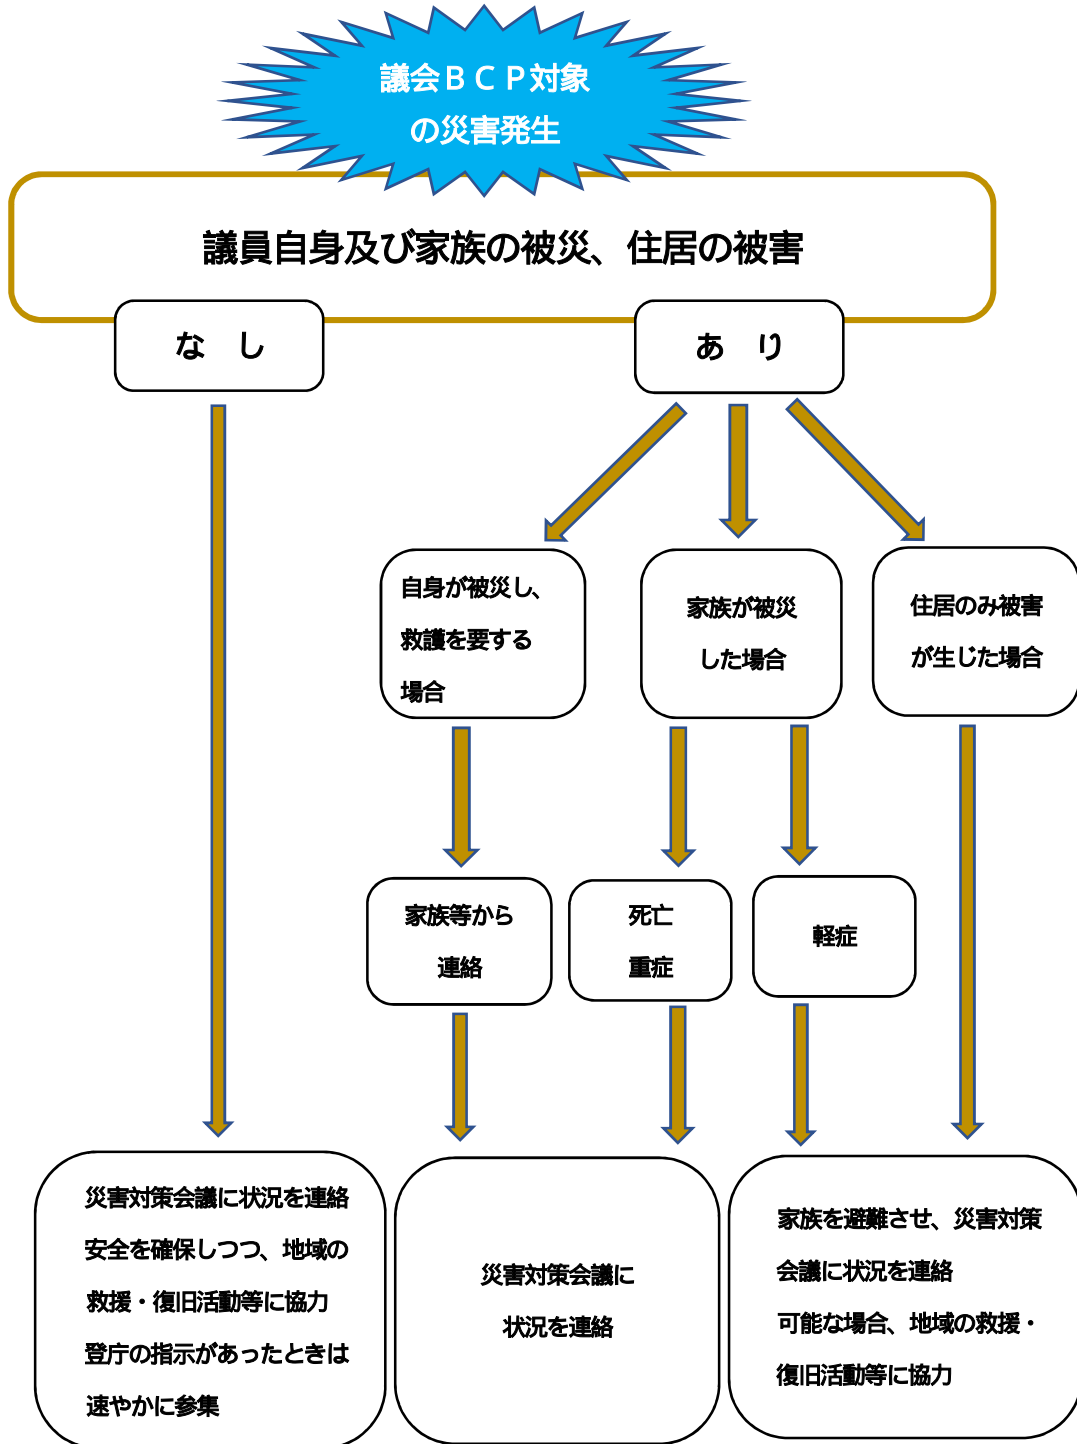 議会ＢＣＰ対象
の災害発生
議員自身及び家族の被災、住居の被害
な　し
あ　り
自身が被災し、
救護を要する
場合
家族が被災
した場合
住居のみ被害
が生じた場合
家族等から
連絡
死亡
重症
軽症
災害対策会議に状況を連絡
安全を確保しつつ、地域の
救援・復旧活動等に協力
登庁の指示があったときは
速やかに参集
災害対策会議に
状況を連絡
家族を避難させ、災害対策
会議に状況を連絡
可能な場合、地域の救援・
復旧活動等に協力